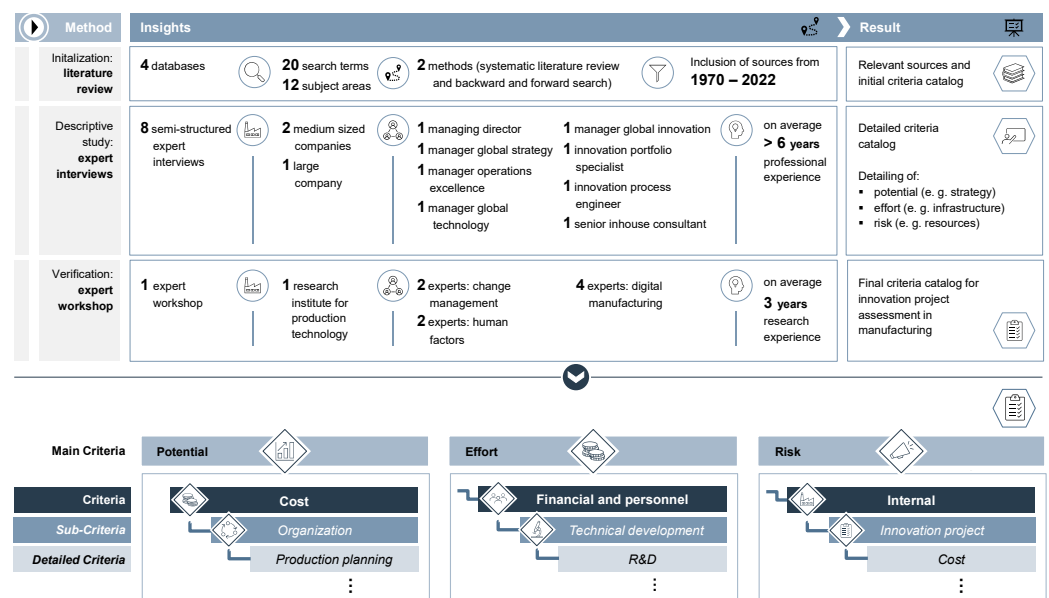 Method
Insights
Result
Initalization:
literature
review
4 databases
20 search terms
12 subject areas
2 methods (systematic literature review
and backward and forward search)
Inclusion of sources from
1970 – 2022
Relevant sources and
initial criteria catalog
Descriptive
study:
expert
interviews
8 semi-structured
expert
interviews
2 medium sized
companies
1 large
company
1 managing director
1 manager global strategy
1 manager operations
excellence
1 manager global
technology
1 manager global innovation
1 innovation portfolio
specialist
1 innovation process
engineer
1 senior inhouse consultant
on average
> 6 years
professional
experience
Detailed criteria
catalog
Detailing of:
▪ potential (e. g. strategy)
▪ effort (e. g. infrastructure)
▪ risk (e. g. resources)
Verification:
expert
workshop
1 expert
workshop
1 research
institute for
production
technology
2 experts: change
management
2 experts: human
factors
4 experts: digital
manufacturing
on average
3 years
research
experience
Final criteria catalog for
innovation project
assessment in
manufacturing
Main Criteria
Potential
Effort
Risk
Criteria
Cost
Financial and personnel
Internal
Sub-Criteria
Organization
Technical development
Innovation project
Detailed Criteria
Production planning
R&D
Cost
⋮
⋮
⋮